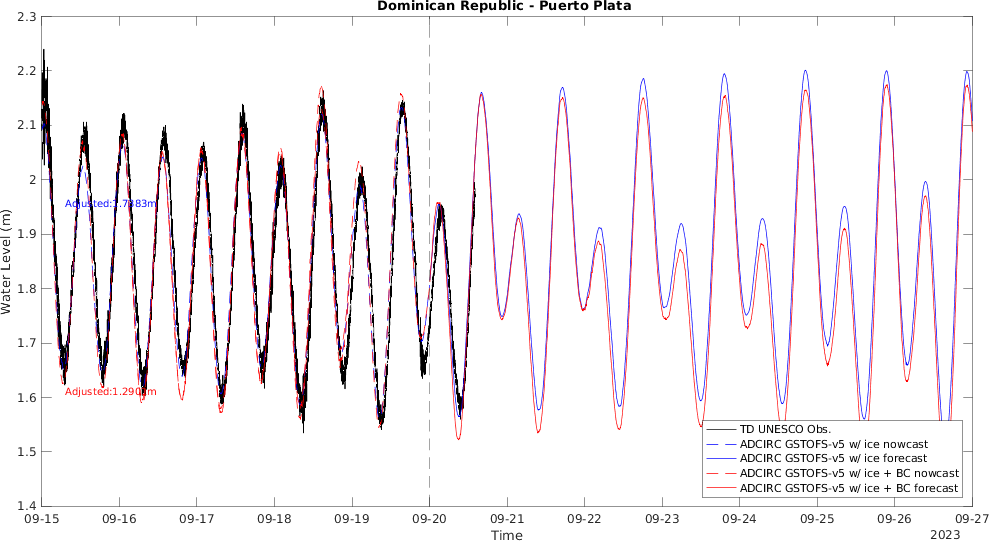 Dominican Republic - Puerto Plata
2.3
2.2
2.1
2
1.9
1.8
1.7
1.6
1.5
1.4
Water Level (m)
Adjusted:1.7383m
TD UNESCO Obs.
ADCIRC GSTOFS-v5 w/ ice nowcast
ADCIRC GSTOFS-v5 w/ ice forecast
ADCIRC GSTOFS-v5 w/ ice + BC nowcast
ADCIRC GSTOFS-v5 w/ ice + BC forecast
09-15 09-16 09-17 09-18 09-19 09-20 09-21 09-22 09-23 09-24 09-25 09-26 09-27
Time
2023